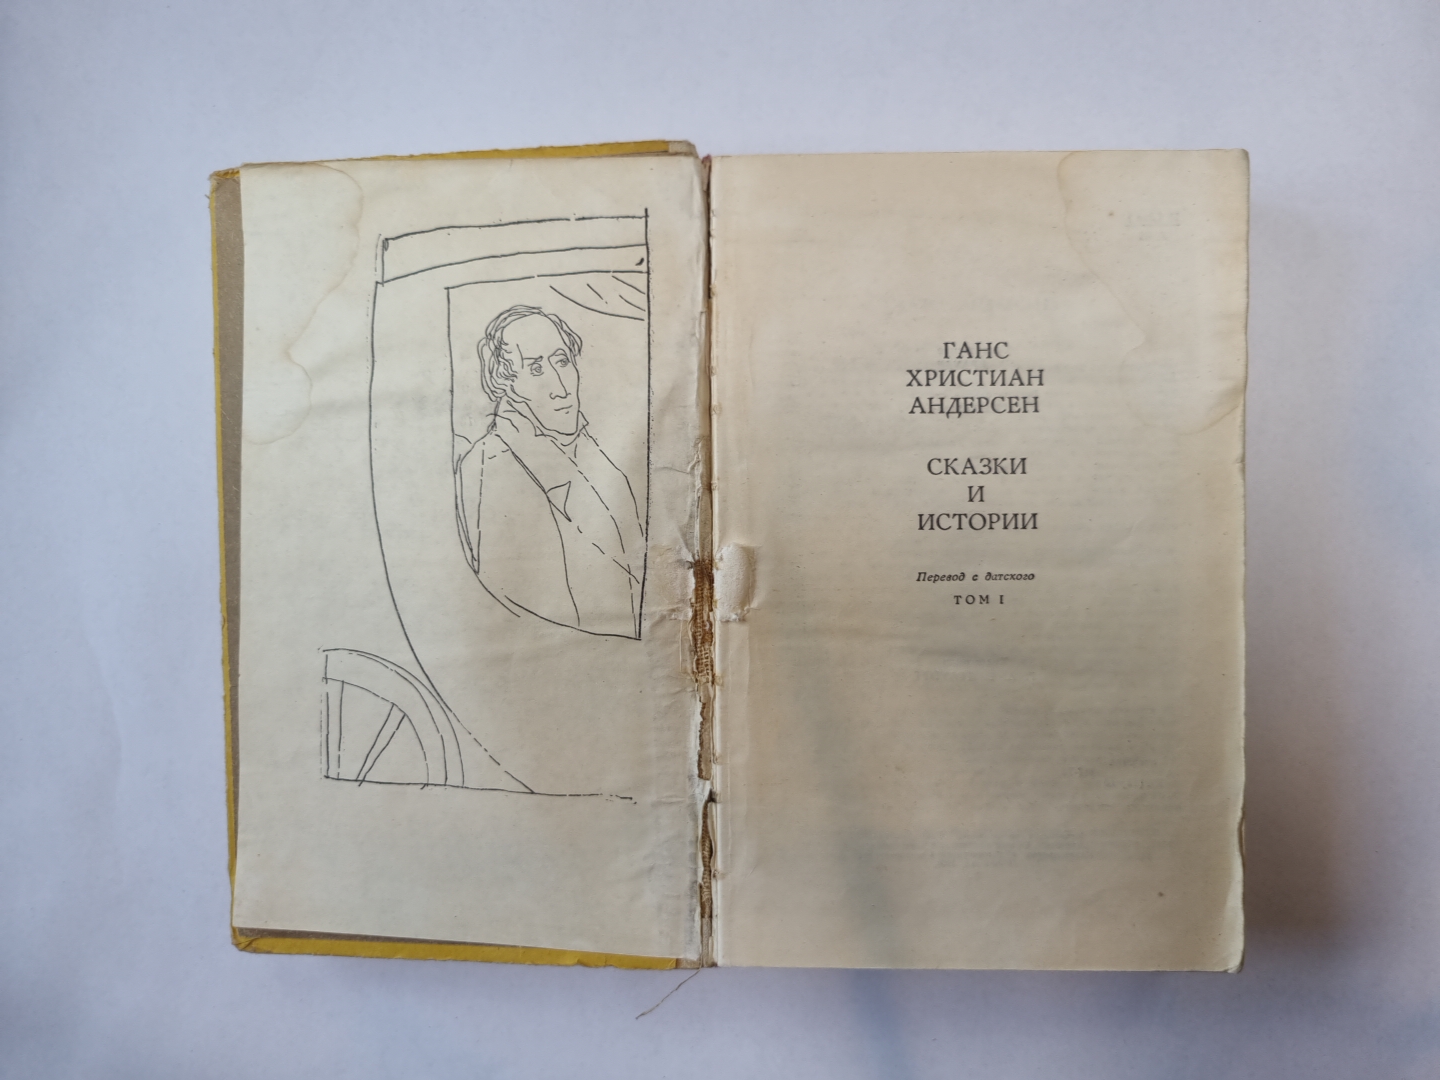 ГАНС
ХРИСТИАН
АНДЕРСЕН
СКАЗКИ
И
ИСТОРИИ
Перевод с датского
ТОМ I